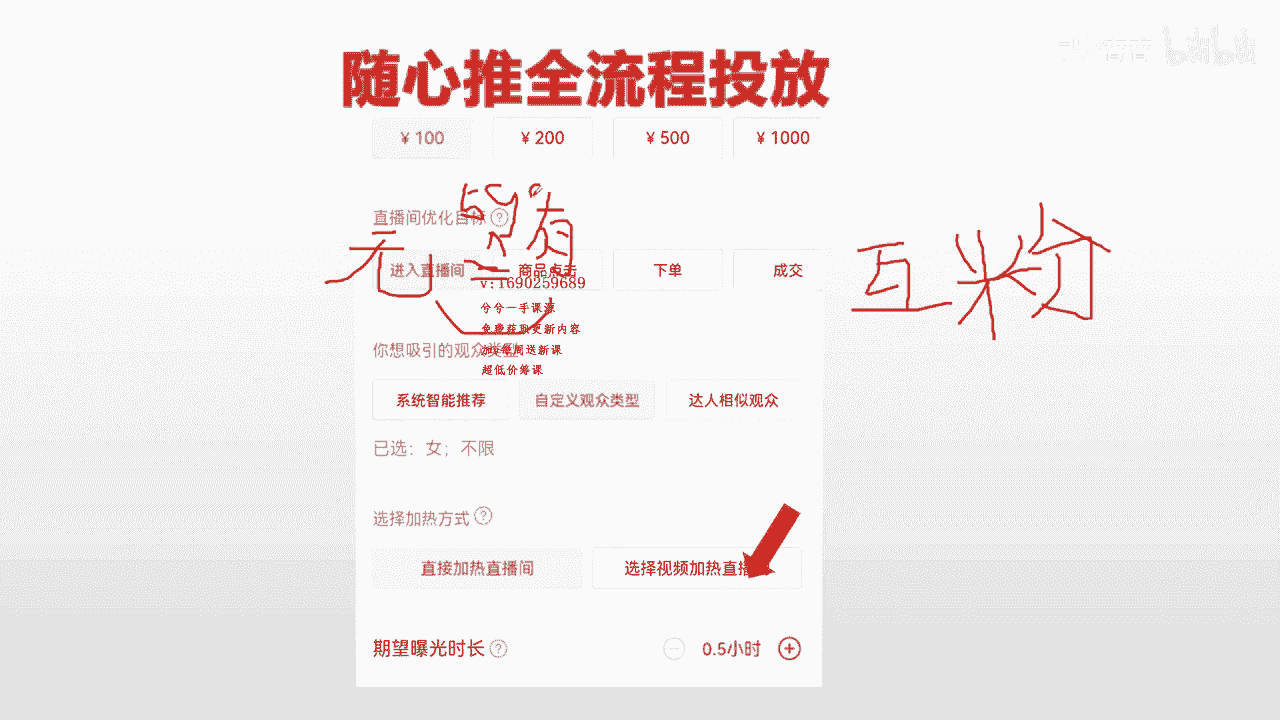 随心推全流程投放
bilibili
¥ 100 ¥ 200 ¥ 500 ¥ 1000
直播间优化目标 ?
无
互粉
进入直播间 商品点击 下单 成交
v:1690259689
兮兮一手课源
免费获取更新内容
你想吸引的观众类型
加v每周送新课
超低价筹课
系统智能推荐 自定义观众类型 达人相似观众
已选：女；不限
选择加热方式 ?
直接加热直播间 选择视频加热直播
期望曝光时长 ? 0.5小时